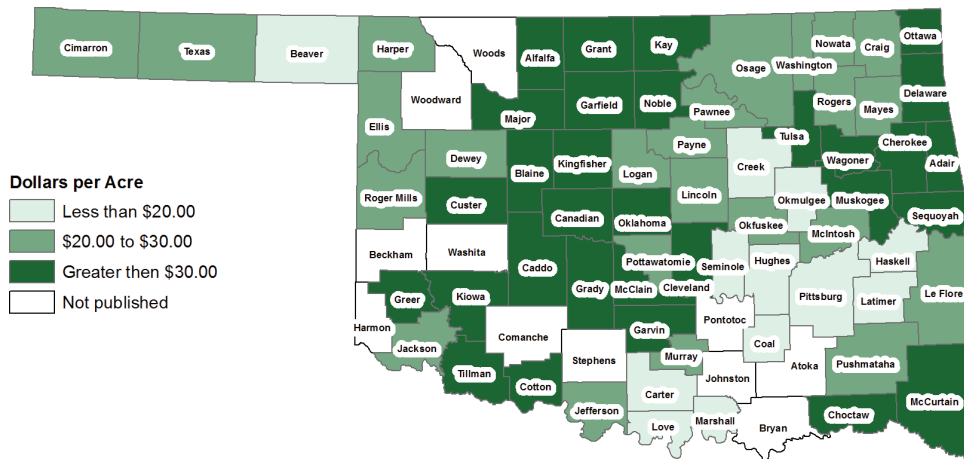 Cimarron
Texas
Beaver
Harper
Woods
Alfalfa
Grant
Kay
Osage
Washington
Nowata
Craig
Ottawa
Woodward
Major
Garfield
Noble
Pawnee
Rogers
Mayes
Delaware
Ellis
Dewey
Blaine
Kingfisher
Logan
Payne
Creek
Tulsa
Wagoner
Cherokee
Adair
Dollars per Acre
Less than $20.00
$20.00 to $30.00
Greater then $30.00
Not published
Roger Mills
Custer
Canadian
Oklahoma
Lincoln
Okfuskee
Okmulgee
Muskogee
McIntosh
Sequoyah
Beckham
Washita
Caddo
Grady
McClain
Pottawatomie
Cleveland
Seminole
Hughes
Pittsburg
Haskell
Latimer
Le Flore
Greer
Kiowa
Harmon
Jackson
Comanche
Stephens
Garvin
Pontotoc
Coal
Atoka
Pushmataha
McCurtain
Tillman
Cotton
Jefferson
Murray
Carter
Johnston
Love
Marshall
Bryan
Choctaw